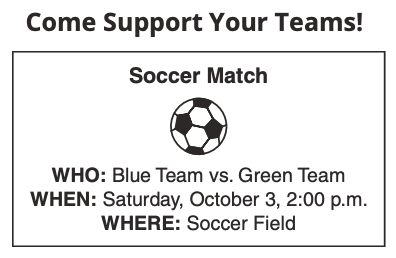 Come Support Your Teams!
Soccer Match
WHO: Blue Team vs. Green Team
WHEN: Saturday, October 3, 2:00 p.m.
WHERE: Soccer Field